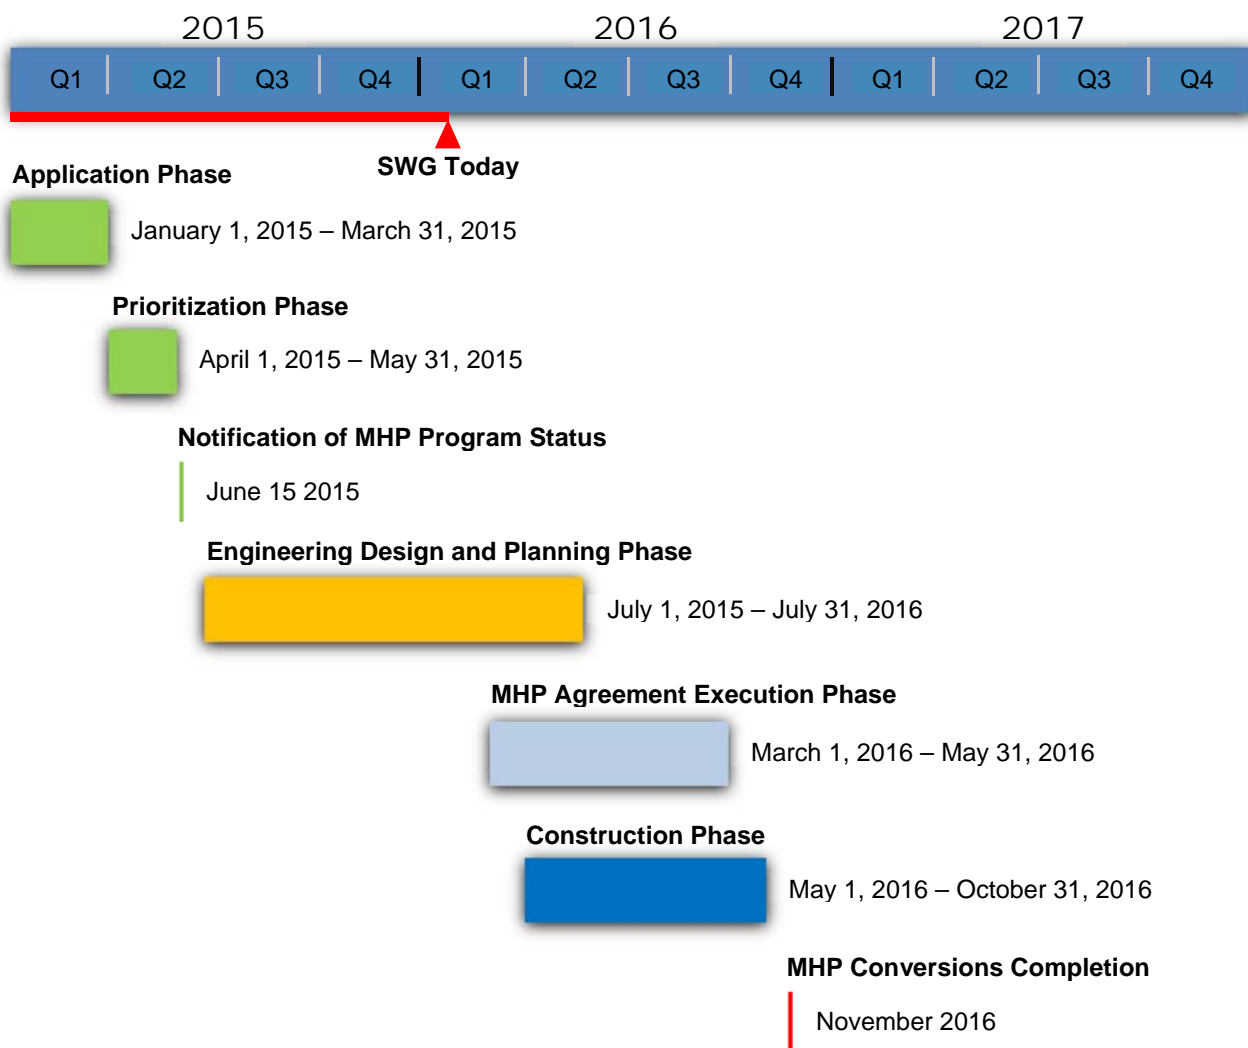 2015 2016 2017
Q1 Q2 Q3 Q4 Q1 Q2 Q3 Q4 Q1 Q2 Q3 Q4
SWG Today
Application Phase
January 1, 2015 – March 31, 2015
Prioritization Phase
April 1, 2015 – May 31, 2015
Notification of MHP Program Status
June 15 2015
Engineering Design and Planning Phase
July 1, 2015 – July 31, 2016
MHP Agreement Execution Phase
March 1, 2016 – May 31, 2016
Construction Phase
May 1, 2016 – October 31, 2016
MHP Conversions Completion
November 2016